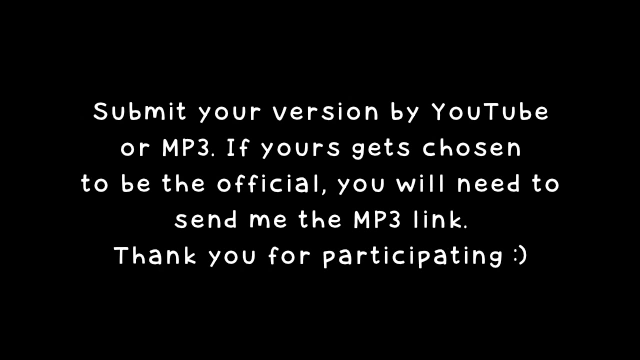 Submit your version by YouTube
or MP3. If yours gets chosen
to be the official, you will need to
send me the MP3 link.
Thank you for participating :)